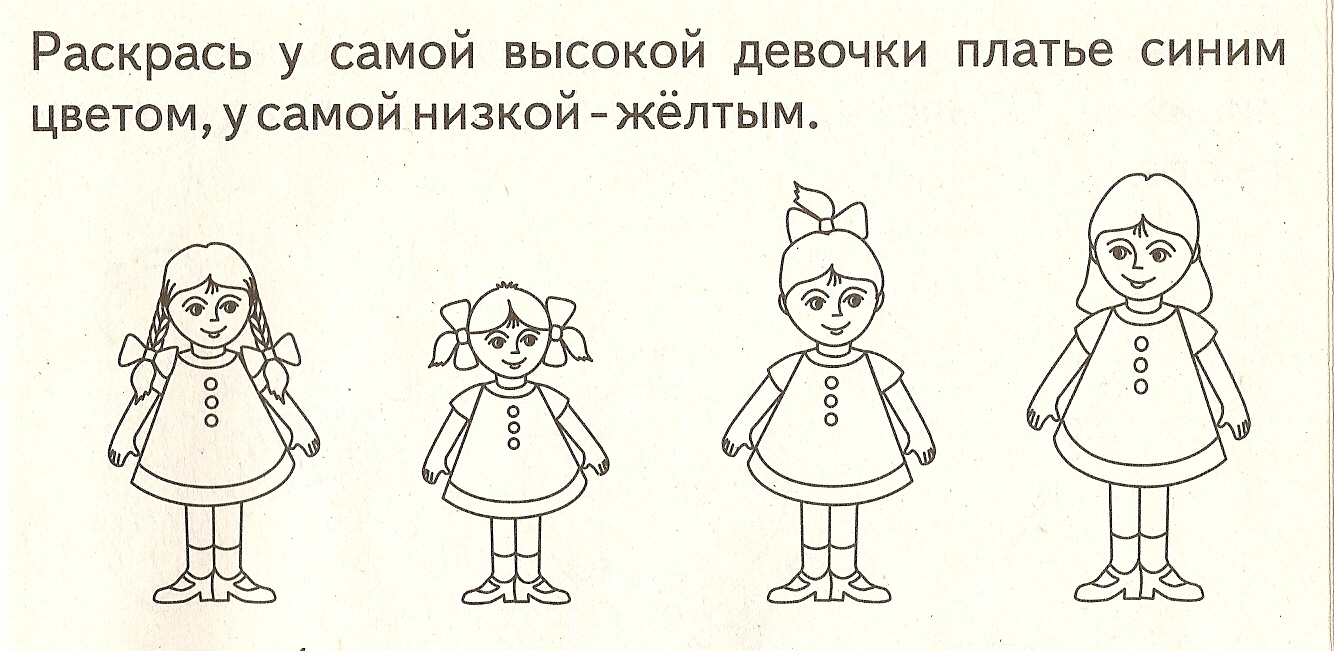 Раскрась у самой высокой девочки платье синим
цветом, у самой низкой - жёлтым.